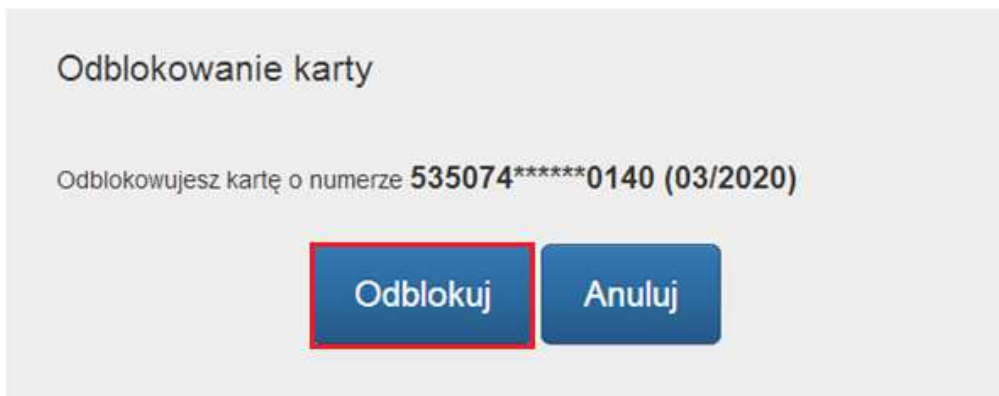 Odblokowanie karty
Odblokowujesz kartę o numerze 535074******0140 (03/2020)
Odblokuj Anuluj